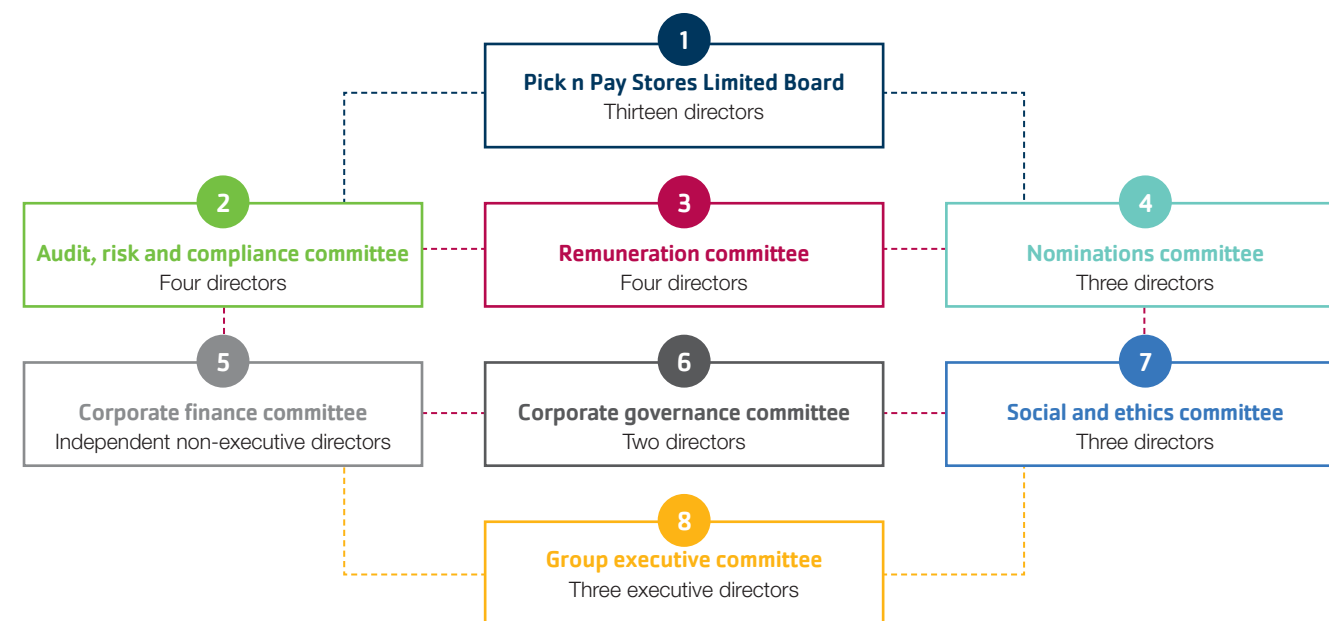 1
Pick n Pay Stores Limited Board
Thirteen directors
2
Audit, risk and compliance committee
Four directors
3
Remuneration committee
Four directors
4
Nominations committee
Three directors
5
Corporate finance committee
Independent non-executive directors
6
Corporate governance committee
Two directors
7
Social and ethics committee
Three directors
8
Group executive committee
Three executive directors